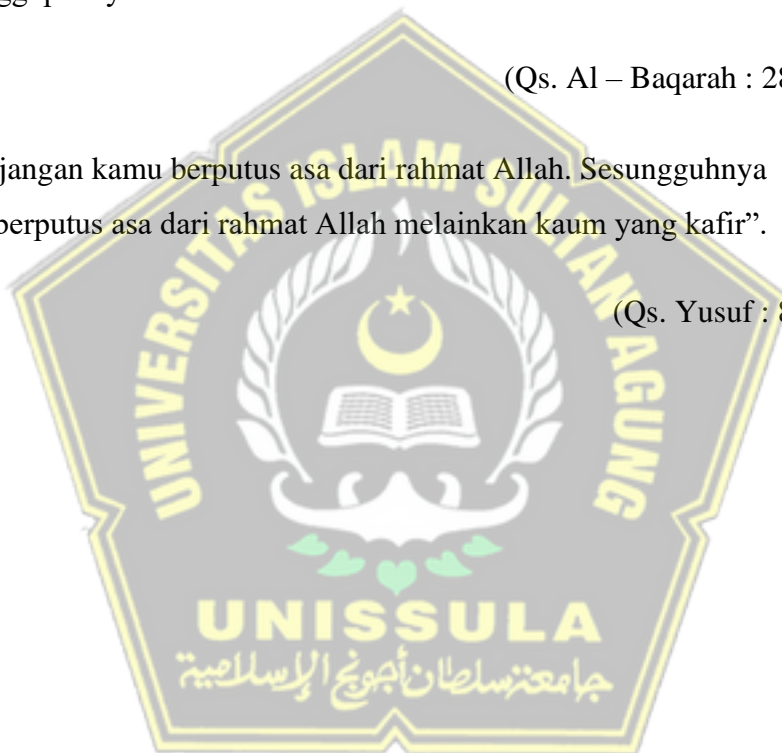 (Qs. Al – Baqarah : 28
jangan kamu berputus asa dari rahmat Allah. Sesungguhnya
berputus asa dari rahmat Allah melainkan kaum yang kafir”.
(Qs. Yusuf : 8
UNIVERSITAS ISLAM SULTAN AGUNG
UNISSULA
جامعة سلطان أجونج الإسلامية